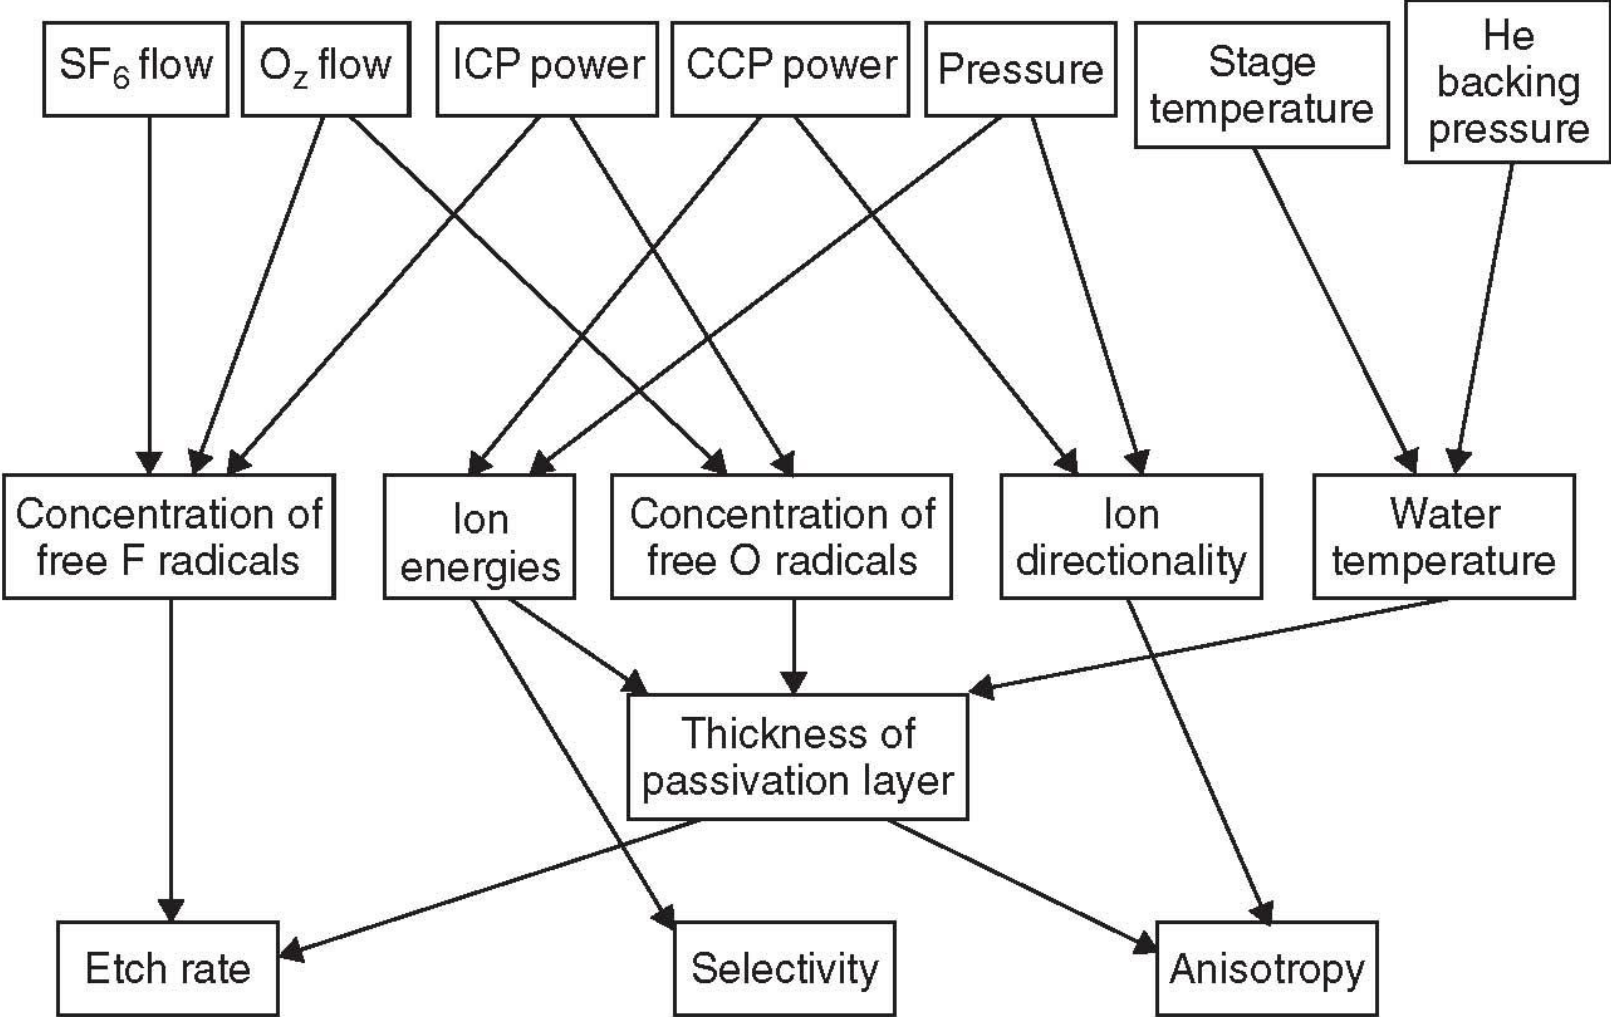 SF6 flow
Oz flow
ICP power
CCP power
Pressure
Stage
temperature
He
backing
pressure
Concentration of
free F radicals
Ion
energies
Concentration of
free O radicals
Ion
directionality
Water
temperature
Thickness of
passivation layer
Etch rate
Selectivity
Anisotropy